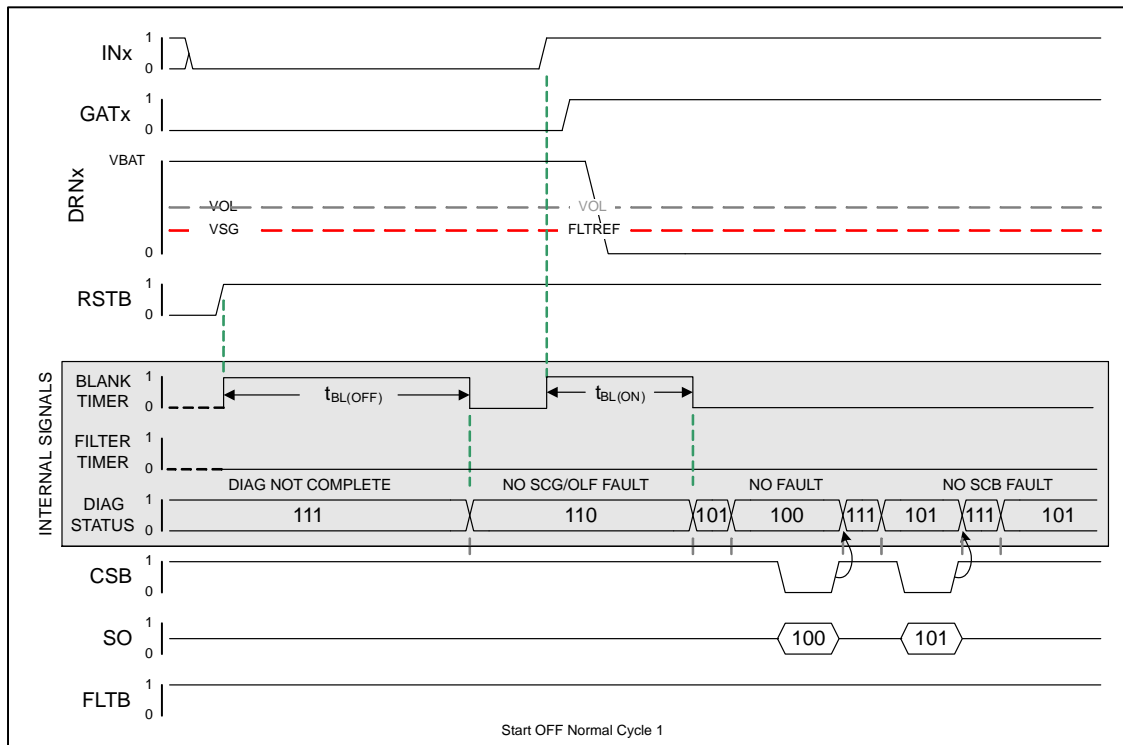 INx 1
0
GATx 1
0
DRNx VBAT
VOL VOL
VSG FLTREF
0
RSTB 1
0
INTERNAL SIGNALS
BLANK TIMER 1
0
tBL(OFF) tBL(ON)
FILTER TIMER 1
0
DIAG NOT COMPLETE NO SCG/OLF FAULT NO FAULT NO SCB FAULT
DIAG STATUS 1
0
111 110 101 100 111 101 111 101
CSB 1
0
SO 1
0
100 101
FLTB 1
0
Start OFF Normal Cycle 1